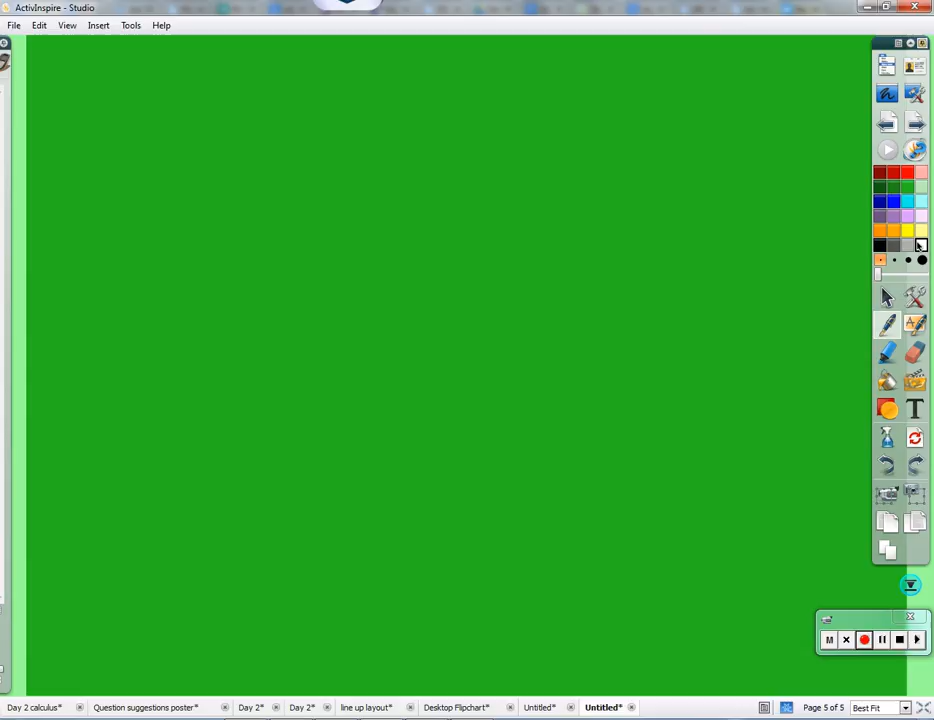 ActivInspire - Studio
File Edit View Insert Tools Help
T
M
Day 2 calculus* Question suggestions poster* Day 2* Day 2* line up layout* Desktop Flipchart* Untitled* Untitled* Page 5 of 5 Best Fit